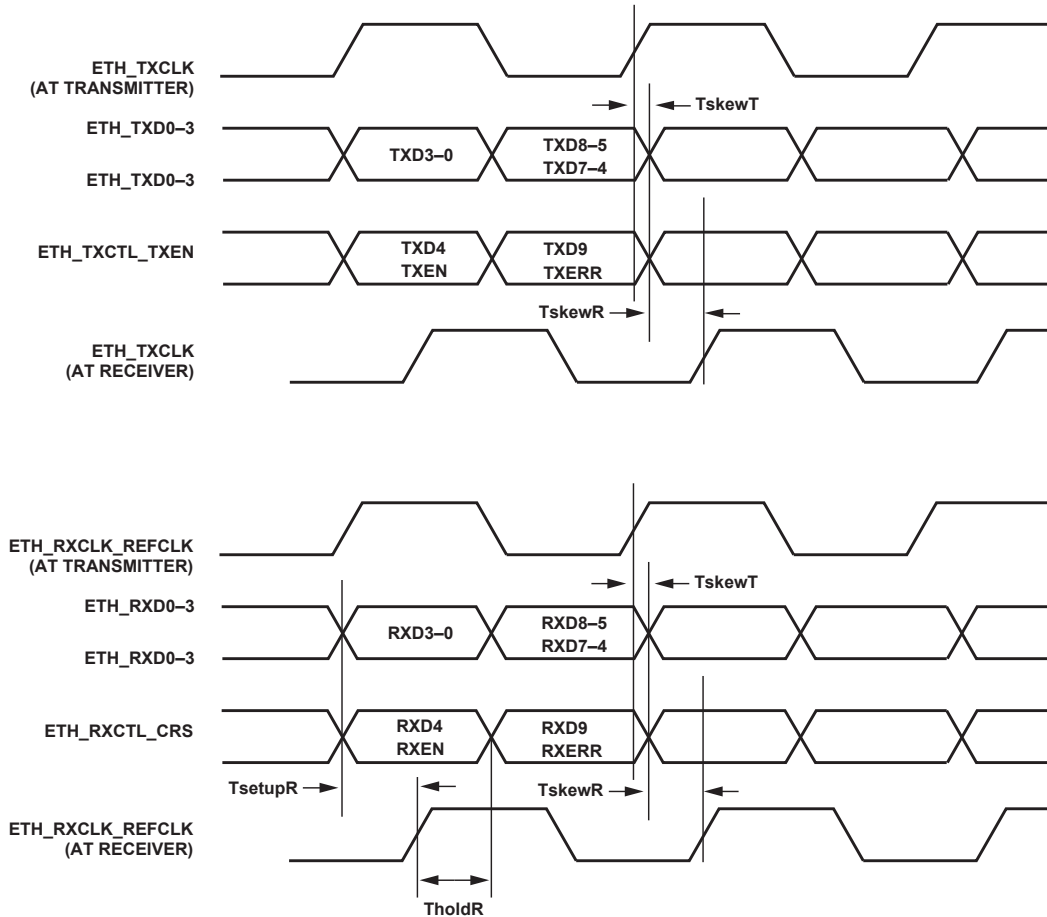 ETH_TXCLK
(AT TRANSMITTER)
TskewT
ETH_TXD0–3
TXD3–0
TXD8–5
TXD7–4
ETH_TXD0–3
ETH_TXCTL_TXEN
TXD4
TXEN
TXD9
TXERR
TskewR
ETH_TXCLK
(AT RECEIVER)
ETH_RXCLK_REFCLK
(AT TRANSMITTER)
TskewT
ETH_RXD0–3
RXD3–0
RXD8–5
RXD7–4
ETH_RXD0–3
ETH_RXCTL_CRS
RXD4
RXEN
RXD9
RXERR
TsetupR
TskewR
ETH_RXCLK_REFCLK
(AT RECEIVER)
TholdR